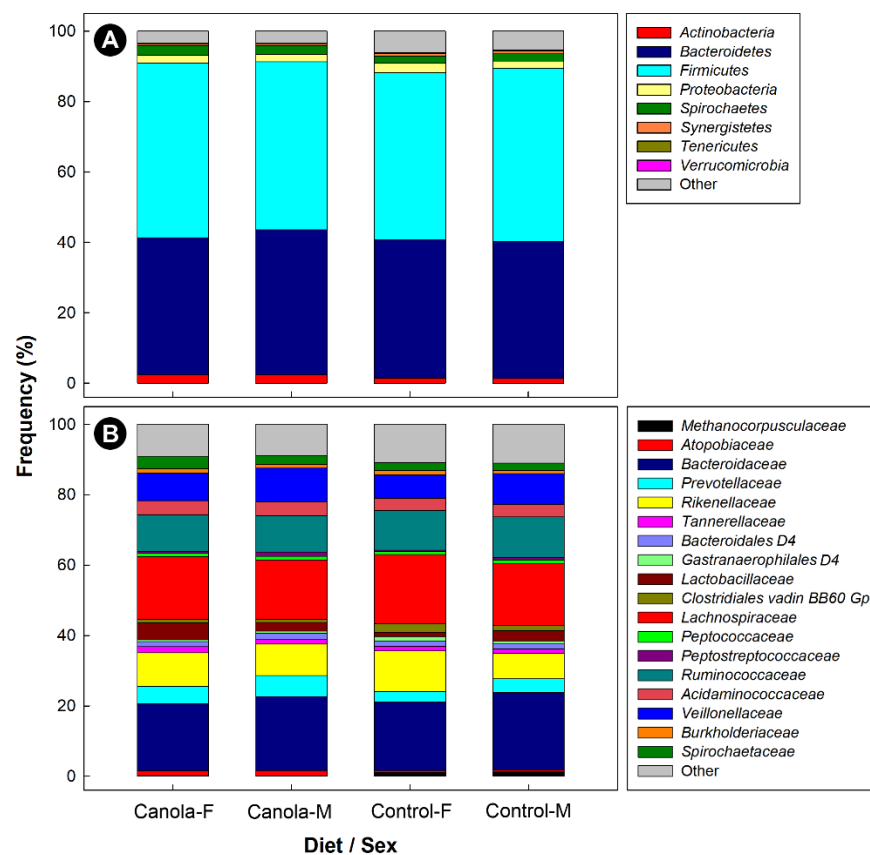 A
100
80
60
40
20
0
Actinobacteria
Bacteroidetes
Firmicutes
Proteobacteria
Spirochaetes
Synergistetes
Tenericutes
Verrucomicrobia
Other
Frequency (%)
B
100
80
60
40
20
0
Methanocorpusculaceae
Atopobiaceae
Bacteroidaceae
Prevotellaceae
Rikenellaceae
Tannerellaceae
Bacteroidales D4
Gastranaerophilales D4
Lactobacillaceae
Clostridiales vadin BB60 Gp
Lachnospiraceae
Peptococcaceae
Peptostreptococcaceae
Ruminococcaceae
Acidaminococcaceae
Veillonellaceae
Burkholderiaceae
Spirochaetaceae
Other
Canola-F Canola-M Control-F Control-M
Diet / Sex